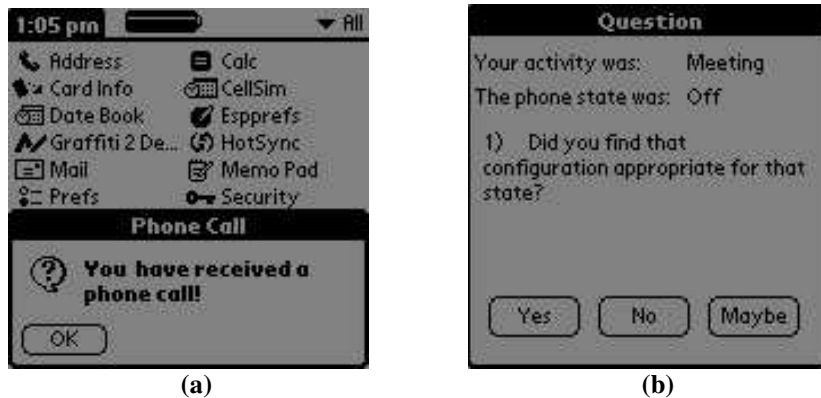 1:05 pm
All
Address
Calc
Card Info
CellSim
Date Book
Espprefs
Graffiti 2 De...
HotSync
Mail
Memo Pad
Prefs
Security
Phone Call
You have received a
phone call!
OK
(a)
Question
Your activity was: Meeting
The phone state was: Off
1) Did you find that
configuration appropriate for that
state?
Yes No Maybe
(b)